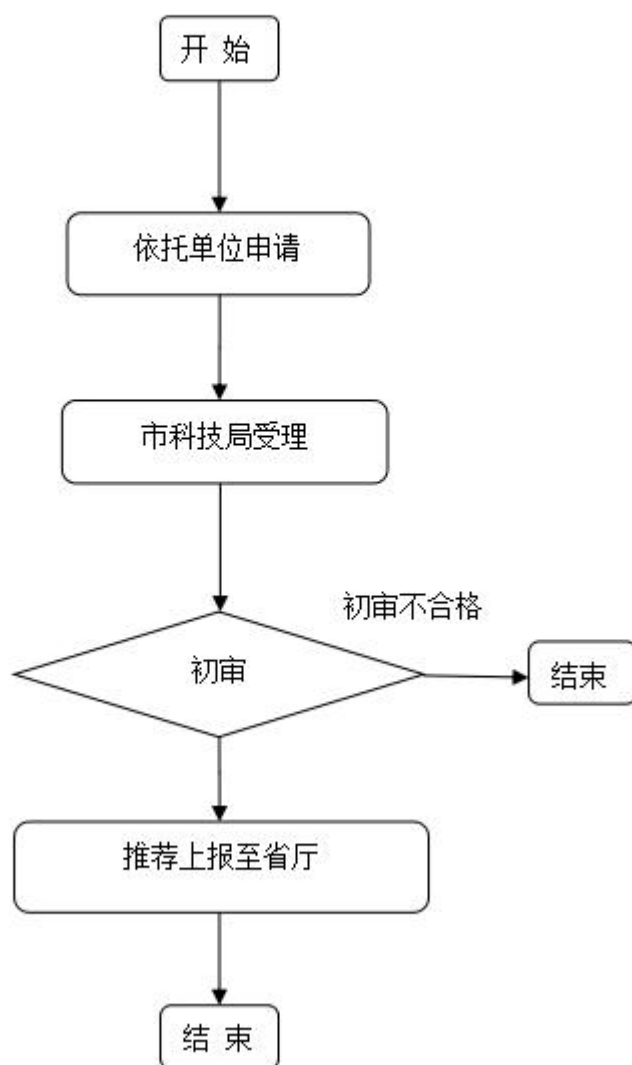 开 始
依托单位申请
市科技局受理
初审不合格
初审
结束
推荐上报至省厅
结 束